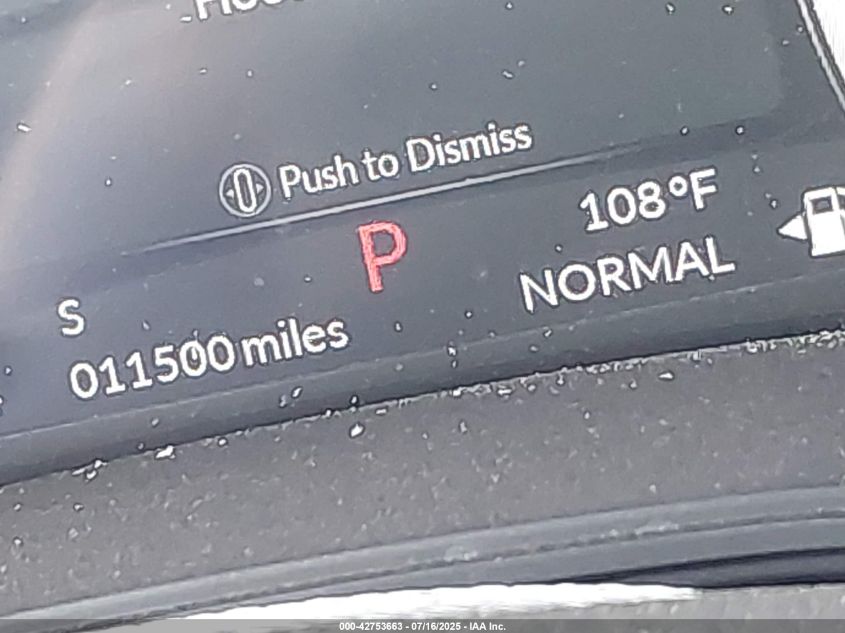 Push to Dismiss
P
108°F
S
NORMAL
011500 miles
000-42753663 - 07/16/2025 - IAA Inc.